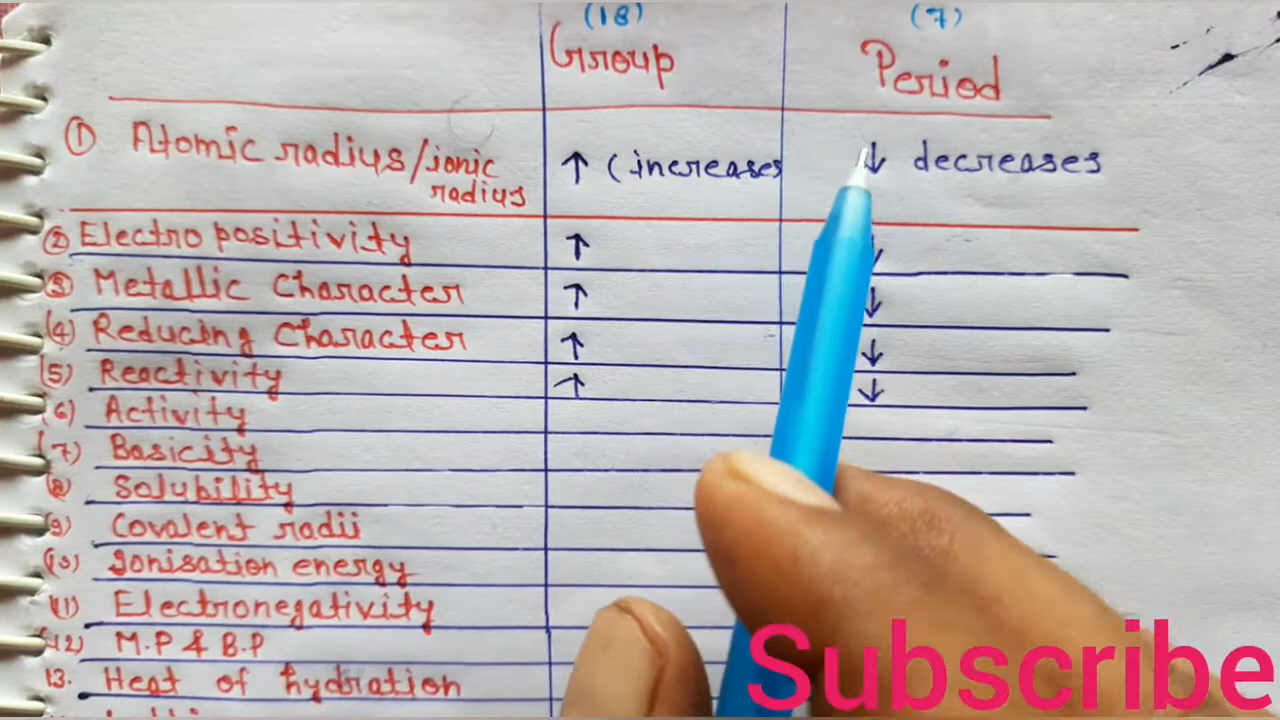 (18) (7)
Group Period
① Atomic radius/ionic radius ↑ (increases ↓ decreases
② Electro positivity ↑ ↓
③ Metallic Character ↑ ↓
(4) Reducing Character ↑ ↓
(5) Reactivity ↑ ↓
(6) Activity
(7) Basicity
(8) Solubility
(9) Covalent radii
(10) Ionisation energy
(11) Electronegativity
(12) M.P & B.P
13. Heat of hydration
Subscribe